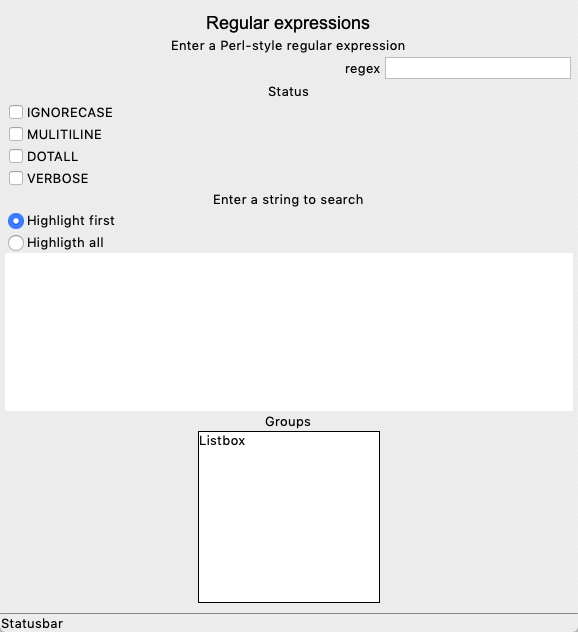 Regular expressions
Enter a Perl-style regular expression
regex
Status
IGNORECASE
MULITILINE
DOTALL
VERBOSE
Enter a string to search
Highlight first
Highligth all
Groups
Listbox
Statusbar